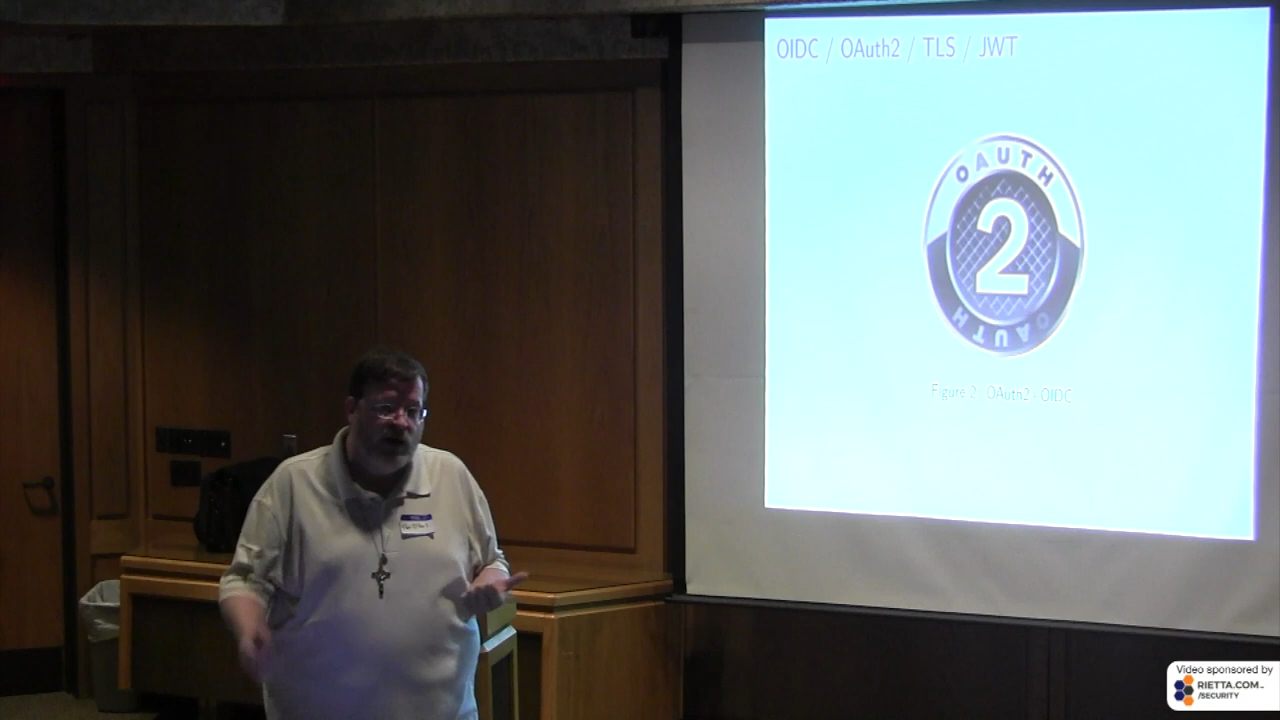 OIDC / OAuth2 / TLS / JWT
OAUTH
2
OAUTH
Figure 2: OAuth2 - OIDC
Video sponsored by
RIETTA.COM
/SECURITY